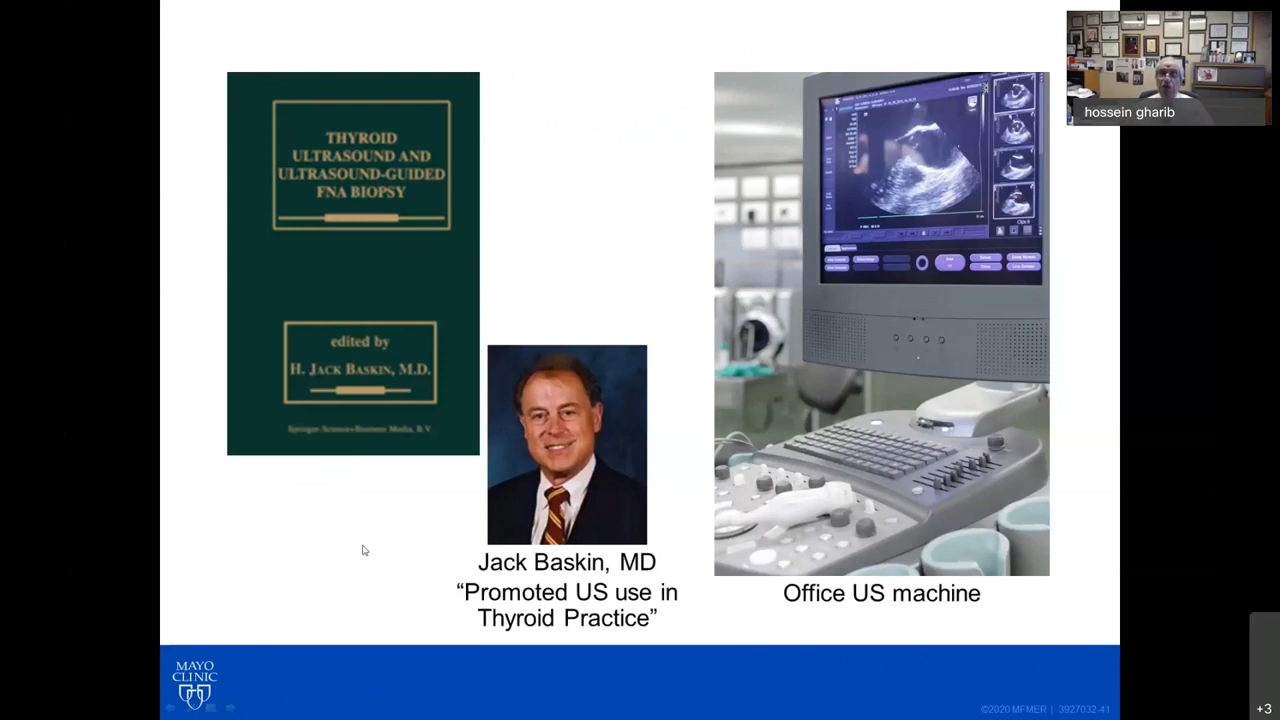 THYROID
ULTRASOUND AND
ULTRASOUND-GUIDED
FNA BIOPSY
edited by
H. JACK BASKIN, M.D.
Springer Science+Business Media, B.V.
Jack Baskin, MD
“Promoted US use in
Thyroid Practice”
Office US machine
hossein gharib
MAYO
CLINIC
©2020 MFMER | 3927032-41
+3